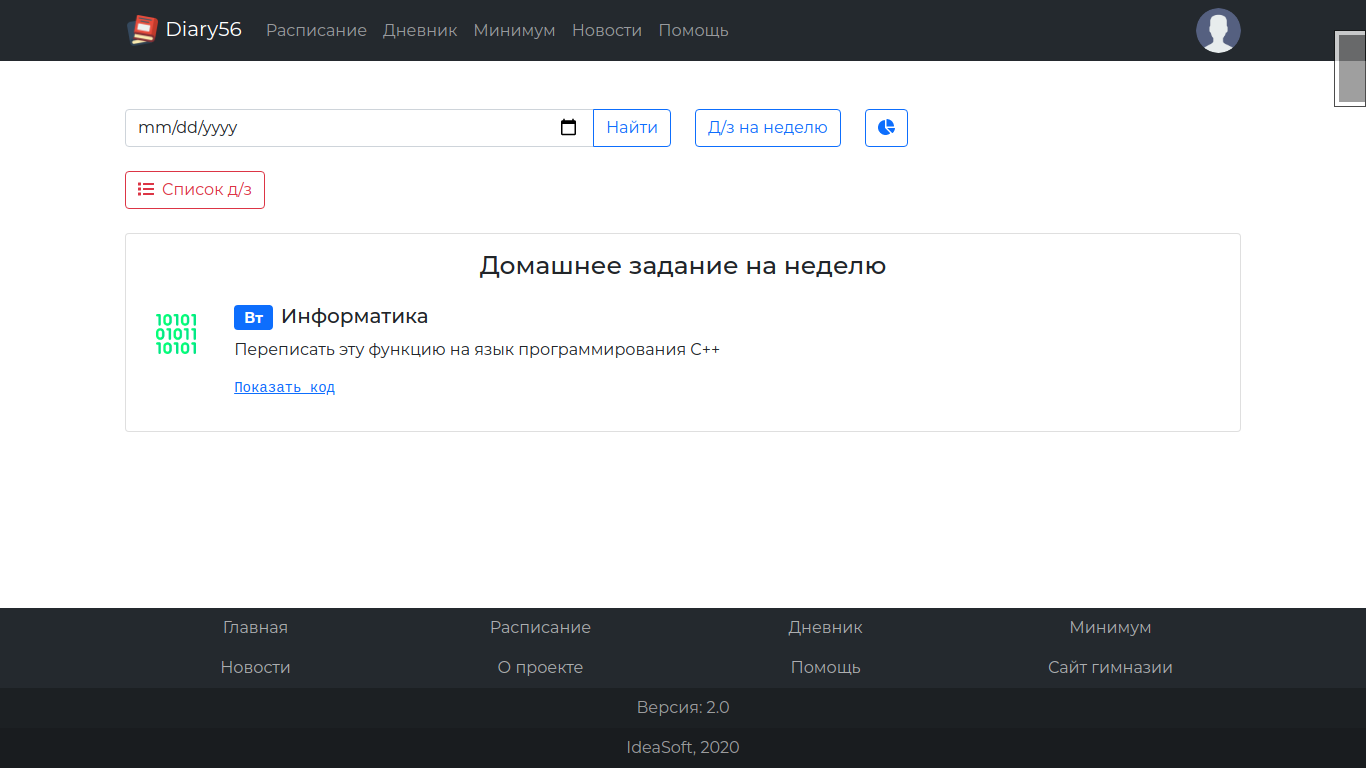 Diary56 Расписание Дневник Минимум Новости Помощь
mm/dd/yyyy Найти Д/з на неделю
Список д/з
Домашнее задание на неделю
10101
01011
10101
Вт Информатика
Переписать эту функцию на язык программирования C++
Показать код
Главная Расписание Дневник Минимум
Новости О проекте Помощь Сайт гимназии
Версия: 2.0
IdeaSoft, 2020